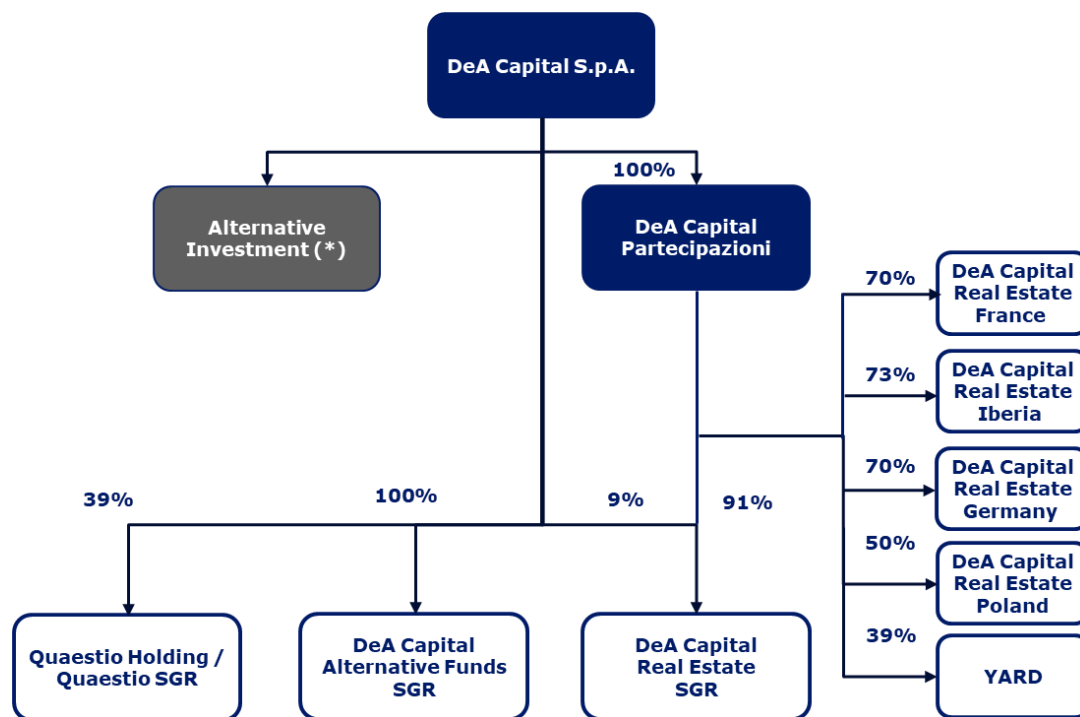 DeA Capital S.p.A.
100%
Alternative
Investment (*)
DeA Capital
Partecipazioni
70%
DeA Capital
Real Estate
France
73%
DeA Capital
Real Estate
Iberia
70%
DeA Capital
Real Estate
Germany
39%
100%
9%
91%
50%
DeA Capital
Real Estate
Poland
39%
YARD
Quaestio Holding /
Quaestio SGR
DeA Capital
Alternative Funds
SGR
DeA Capital
Real Estate
SGR